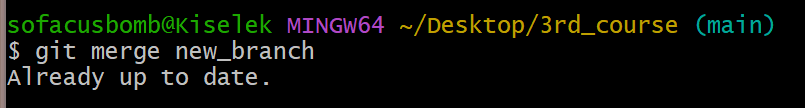 sofacusbomb@Kiselek MINGW64 ~/Desktop/3rd_course (main)
$ git merge new_branch
Already up to date.